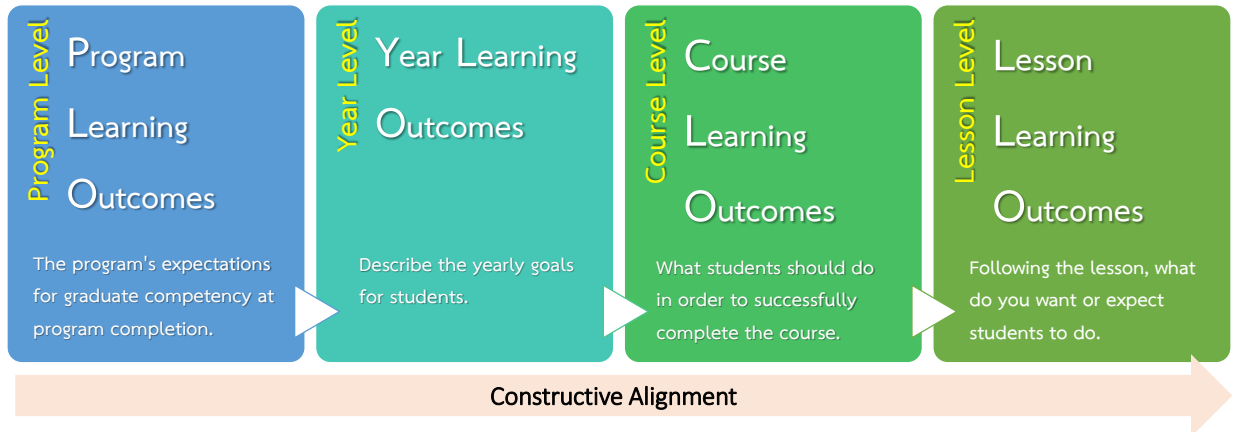 Program Level
Program
Learning
Outcomes
The program's expectations
for graduate competency at
program completion.
Year Level
Year Learning
Outcomes
Describe the yearly goals
for students.
Course Level
Course
Learning
Outcomes
What students should do
in order to successfully
complete the course.
Lesson Level
Lesson
Learning
Outcomes
Following the lesson, what
do you want or expect
students to do.
Constructive Alignment